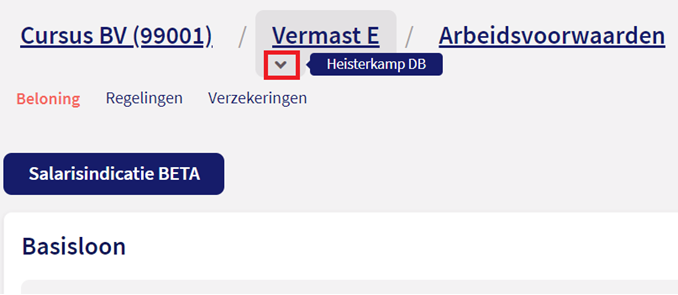 Cursus BV (99001) / Vermast E / Arbeidsvoorwaarden
Heisterkamp DB
Beloning Regelingen Verzekeringen
Salarisindicatie BETA
Basisloon